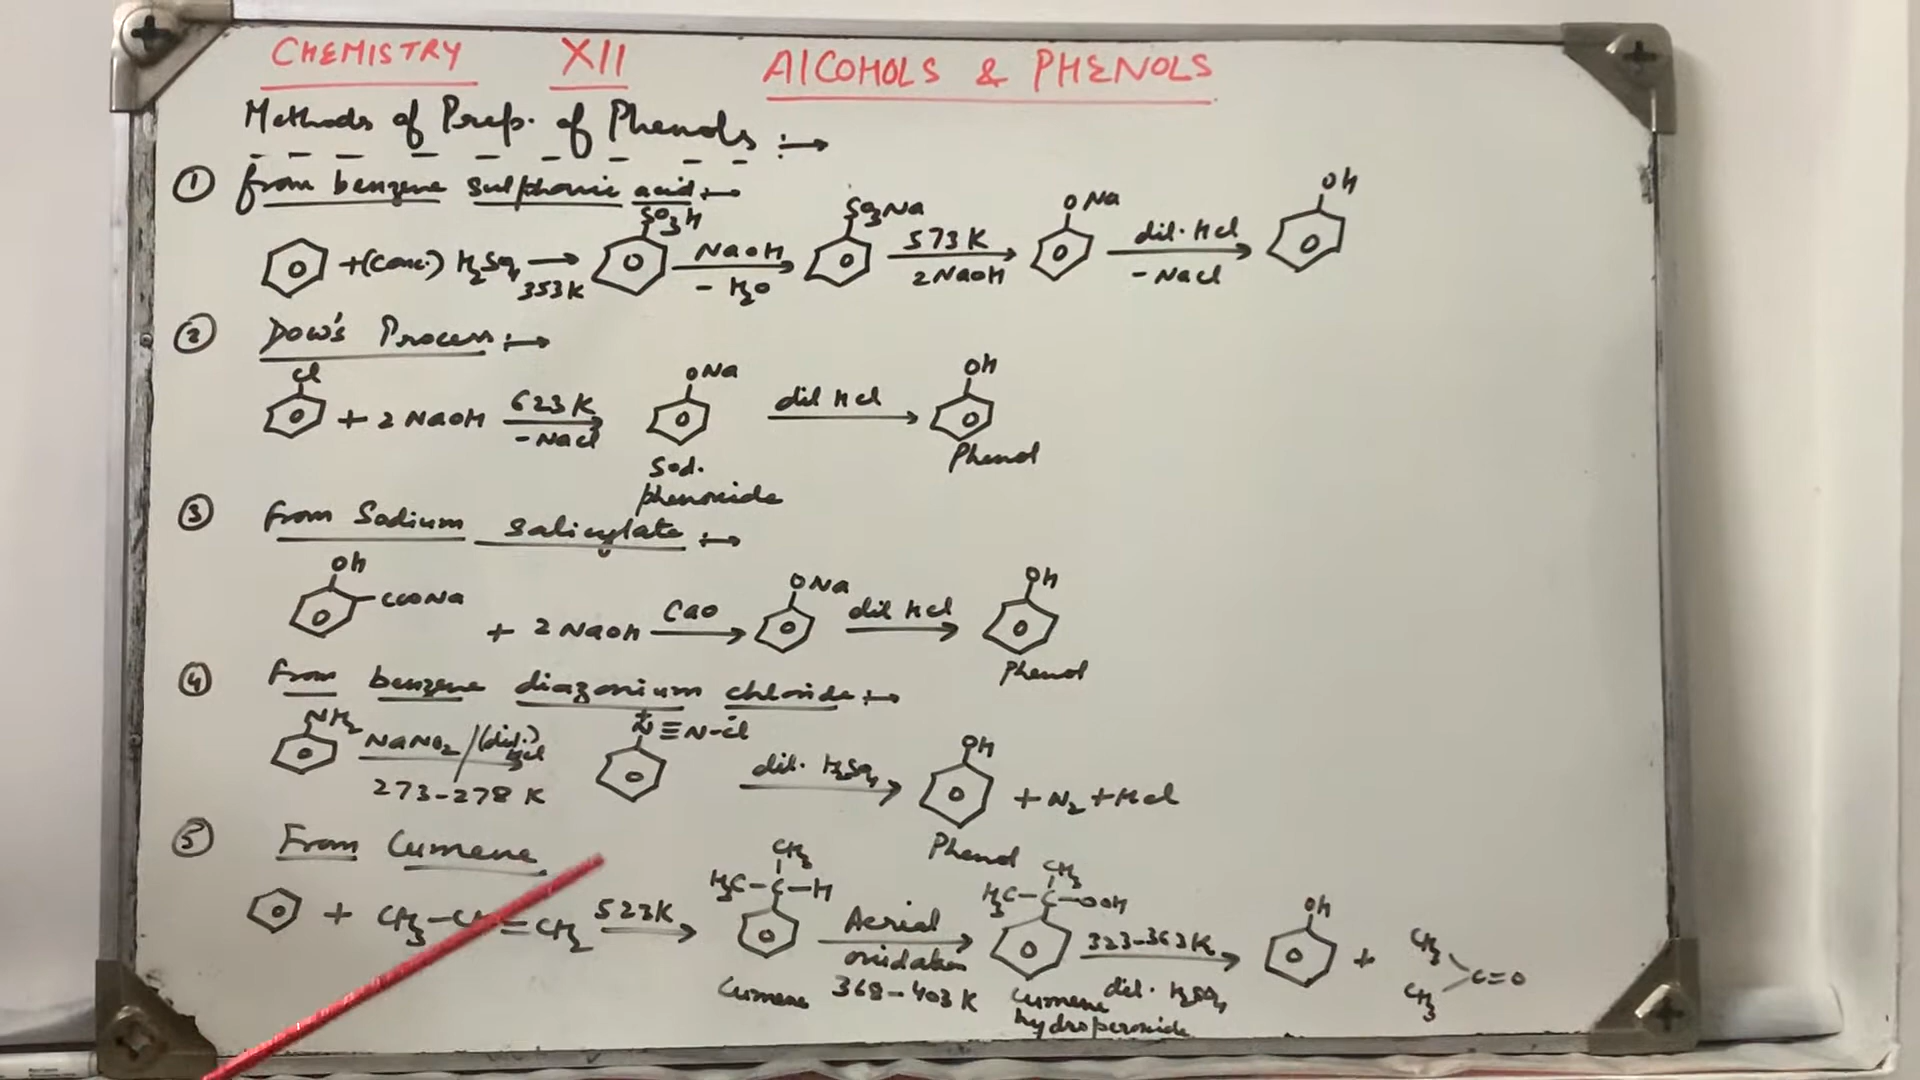 CHEMISTRY XII ALCOHOLS & PHENOLS
Methods of Prep. of Phenols :→
① from benzene sulphonic acid :→
SO3H SO3Na ONa OH
+ (Conc.) H2SO4 → 353K NaOH - H2O 573K 2NaOH dil. HCl - NaCl
② Dow's Process :→
Cl ONa OH
+ 2 NaOH 623K - NaCl dil HCl
Sod. phenoxide Phenol
③ from Sodium salicylate :→
OH COONa ONa OH
+ 2 NaOH CaO dil HCl
Phenol
④ From benzene diazonium chloride :→
NH2 NaNO2/(dil.) HCl 273-278 K N≡N-Cl dil. H2SO4 OH + N2 + HCl
Phenol
⑤ From Cumene
CH3 CH3
H3C-C-H H3C-C-OOH OH
+ CH3-CH=CH2 523K Aerial oxidation 368-403 K 323-363K dil. H2SO4 + CH3 CH3 C=O
Cumene Cumene hydroperoxide